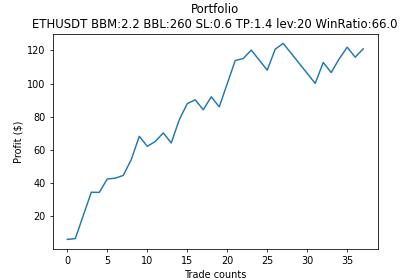 Portfolio
ETHUSDT BBM:2.2 BBL:260 SL:0.6 TP:1.4 lev:20 WinRatio:66.0
120
100
80
60
40
20
Profit ($)
0 5 10 15 20 25 30 35
Trade counts